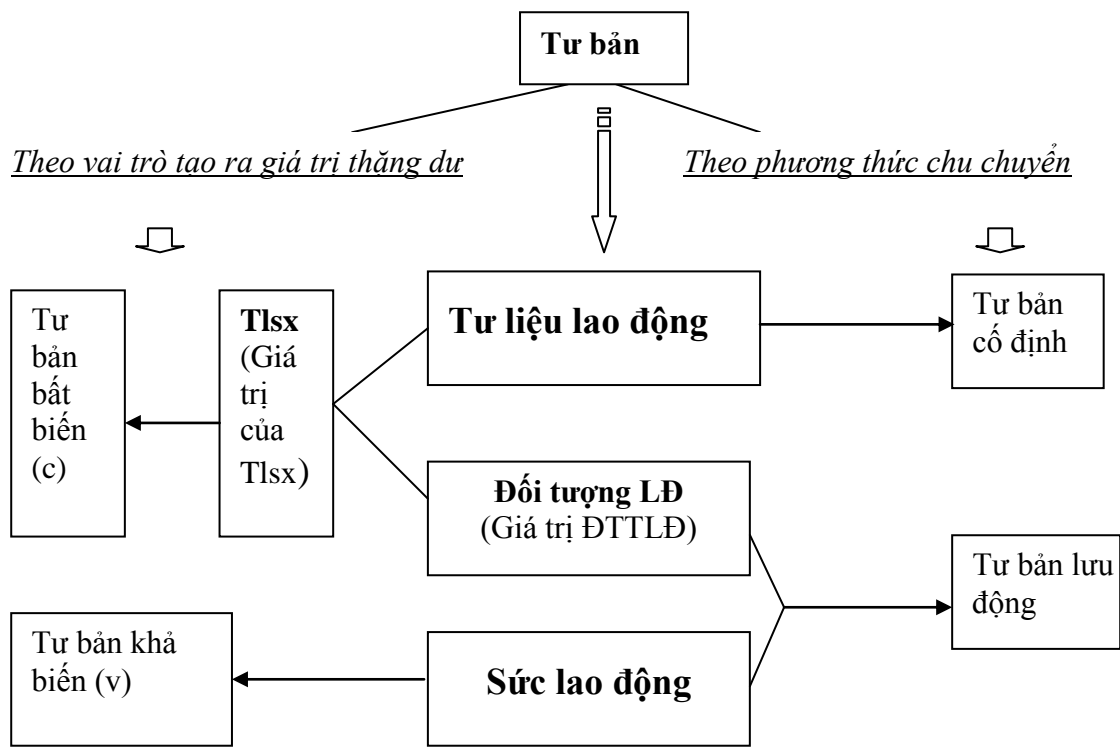 Tư bản
Theo vai trò tạo ra giá trị thặng dư
Theo phương thức chu chuyển
Tư
bản
bất
biến
(c)
Tlsx
(Giá
trị
của
Tlsx)
Tư liệu lao động
Tư bản
cố định
Đối tượng LĐ
(Giá trị ĐTTLĐ)
Tư bản lưu
động
Tư bản khả
biến (v)
Sức lao động